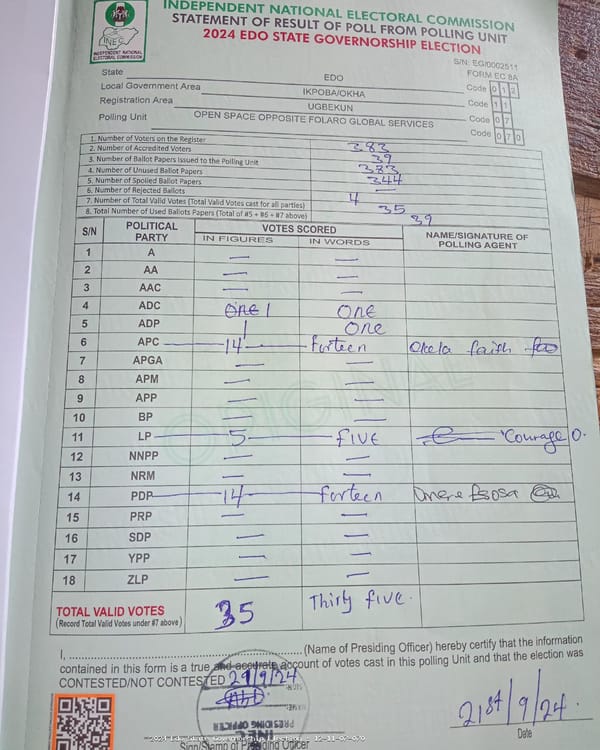 INDEPENDENT NATIONAL ELECTORAL COMMISSION
STATEMENT OF RESULT OF POLL FROM POLLING UNIT
2024 EDO STATE GOVERNORSHIP ELECTION
INEC
INDEPENDENT NATIONAL
ELECTORAL COMMISSION
S/N: EG/0002511
FORM EC 8A
State EDO Code 0 1 2
Local Government Area IKPOBA/OKHA Code 1 1
Registration Area UGBEKUN Code 0 7
Polling Unit OPEN SPACE OPPOSITE FOLARO GLOBAL SERVICES Code 0 7 0
1. Number of Voters on the Register 383
2. Number of Accredited Voters 39
3. Number of Ballot Papers Issued to the Polling Unit 383
4. Number of Unused Ballot Papers 344
5. Number of Spoiled Ballot Papers —
6. Number of Rejected Ballots 4
7. Number of Total Valid Votes (Total Valid Votes cast for all parties) 35
8. Total Number of Used Ballots Papers (Total of #5 + #6 + #7 above) 39
S/N POLITICAL PARTY VOTES SCORED NAME/SIGNATURE OF POLLING AGENT
IN FIGURES IN WORDS
1 A — —
2 AA — —
3 AAC — —
4 ADC one 1 one
5 ADP 1 one
6 APC 14 forteen Okela faith
7 APGA — —
8 APM — —
9 APP — —
10 BP — —
11 LP 5 fIVE Courage O.
12 NNPP — —
13 NRM — —
14 PDP 14 forteen Omere Esosa
15 PRP — —
16 SDP — —
17 YPP — —
18 ZLP — —
TOTAL VALID VOTES 35 Thirty five.
(Record Total Valid Votes under #7 above)
ORIGINAL
I, ............ (Name of Presiding Officer) hereby certify that the information
contained in this form is a true and accurate account of votes cast in this polling Unit and that the election was
CONTESTED/NOT CONTESTED 21/9/24
21st/9/24
Date
PRESIDING OFFICER
INEC
Sign/Stamp of Presiding Officer